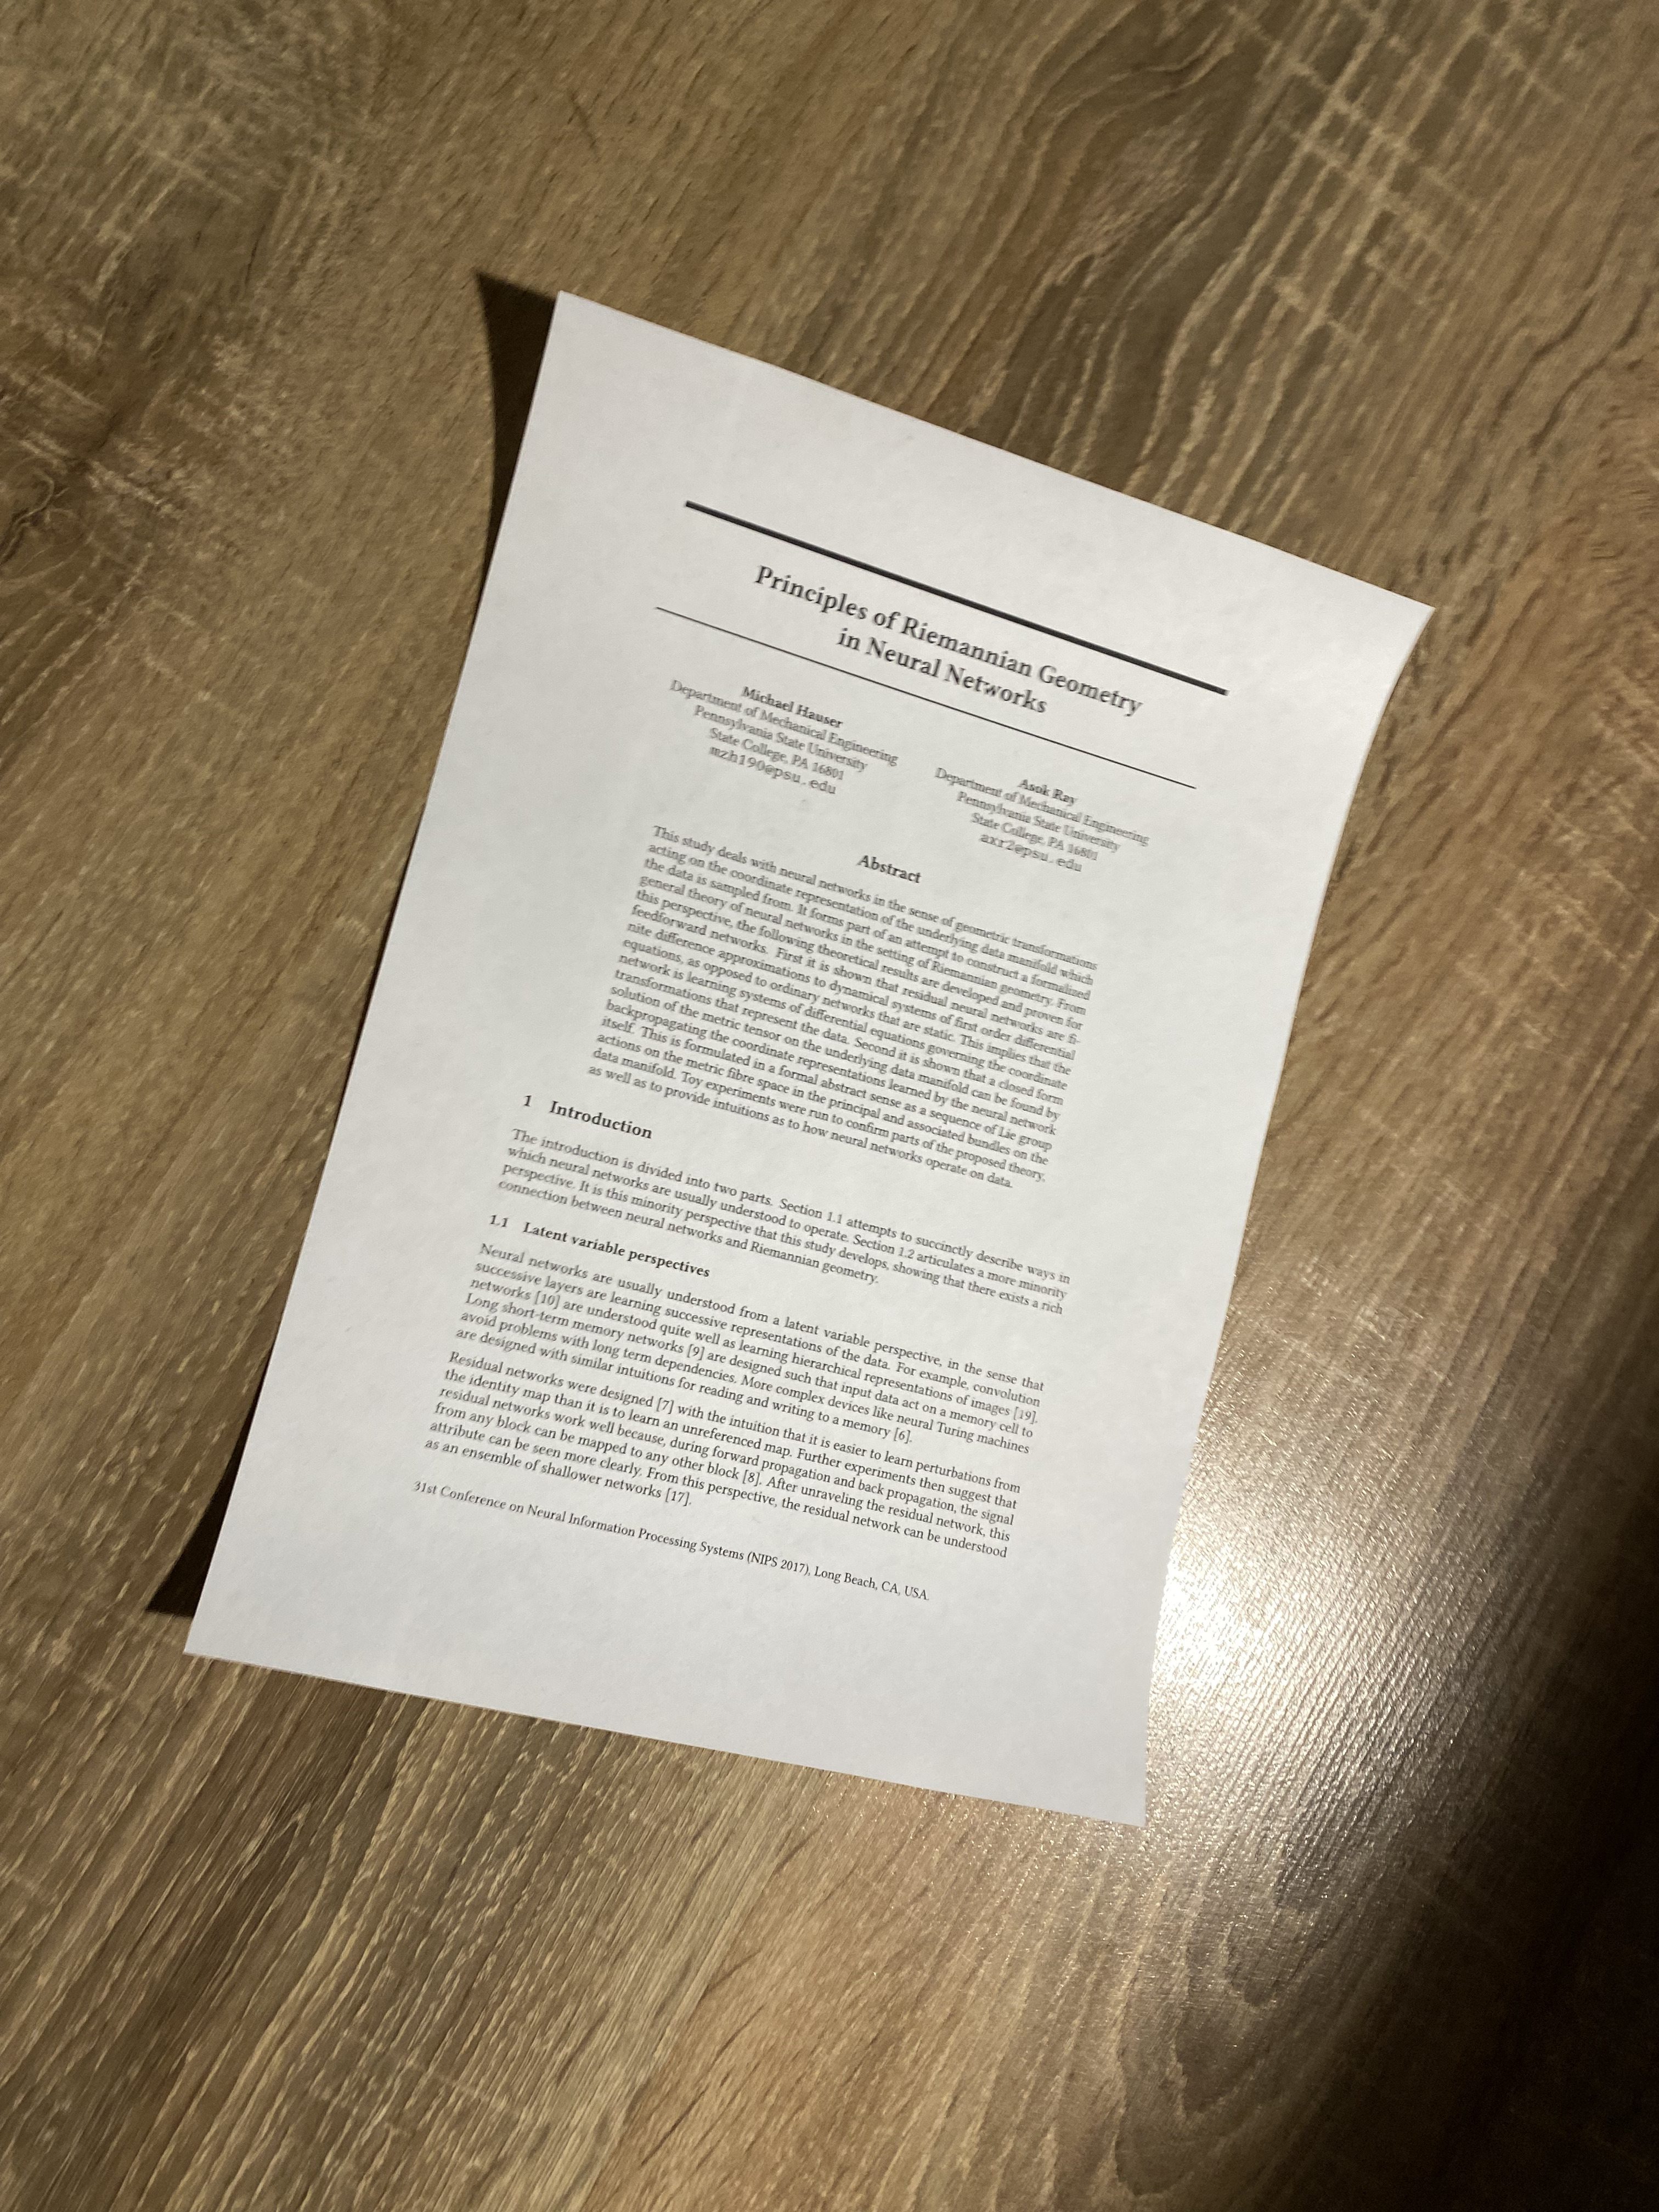 Principles of Riemannian Geometry
in Neural Networks
Michael Hauser
Department of Mechanical Engineering
Pennsylvania State University
State College, PA 16801
mzh190@psu.edu
Asok Ray
Department of Mechanical Engineering
Pennsylvania State University
State College, PA 16801
axr2@psu.edu
Abstract
This study deals with neural networks in the sense of geometric transformations
acting on the coordinate representation of the underlying data manifold which
the data is sampled from. It forms part of an attempt to construct a formalized
general theory of neural networks in the setting of Riemannian geometry. From
this perspective, the following theoretical results are developed and proven for
feedforward networks. First it is shown that residual neural networks are fi-
nite difference approximations to dynamical systems of first order differential
equations, as opposed to ordinary networks that are static. This implies that the
network is learning systems of differential equations governing the coordinate
transformations that represent the data. Second it is shown that a closed form
solution of the metric tensor on the underlying data manifold can be found by
backpropagating the coordinate representations learned by the neural network
itself. This is formulated in a formal abstract sense as a sequence of Lie group
actions on the metric fibre space in the principal and associated bundles on the
data manifold. Toy experiments were run to confirm parts of the proposed theory,
as well as to provide intuitions as to how neural networks operate on data.
1 Introduction
The introduction is divided into two parts. Section 1.1 attempts to succinctly describe ways in
which neural networks are usually understood to operate. Section 1.2 articulates a more minority
perspective. It is this minority perspective that this study develops, showing that there exists a rich
connection between neural networks and Riemannian geometry.
1.1 Latent variable perspectives
Neural networks are usually understood from a latent variable perspective, in the sense that
successive layers are learning successive representations of the data. For example, convolution
networks [10] are understood quite well as learning hierarchical representations of images [19].
Long short-term memory networks [9] are designed such that input data act on a memory cell to
avoid problems with long term dependencies. More complex devices like neural Turing machines
are designed with similar intuitions for reading and writing to a memory [6].
Residual networks were designed [7] with the intuition that it is easier to learn perturbations from
the identity map than it is to learn an unreferenced map. Further experiments then suggest that
residual networks work well because, during forward propagation and back propagation, the signal
from any block can be mapped to any other block [8]. After unraveling the residual network, this
attribute can be seen more clearly. From this perspective, the residual network can be understood
as an ensemble of shallower networks [17].
31st Conference on Neural Information Processing Systems (NIPS 2017), Long Beach, CA, USA.